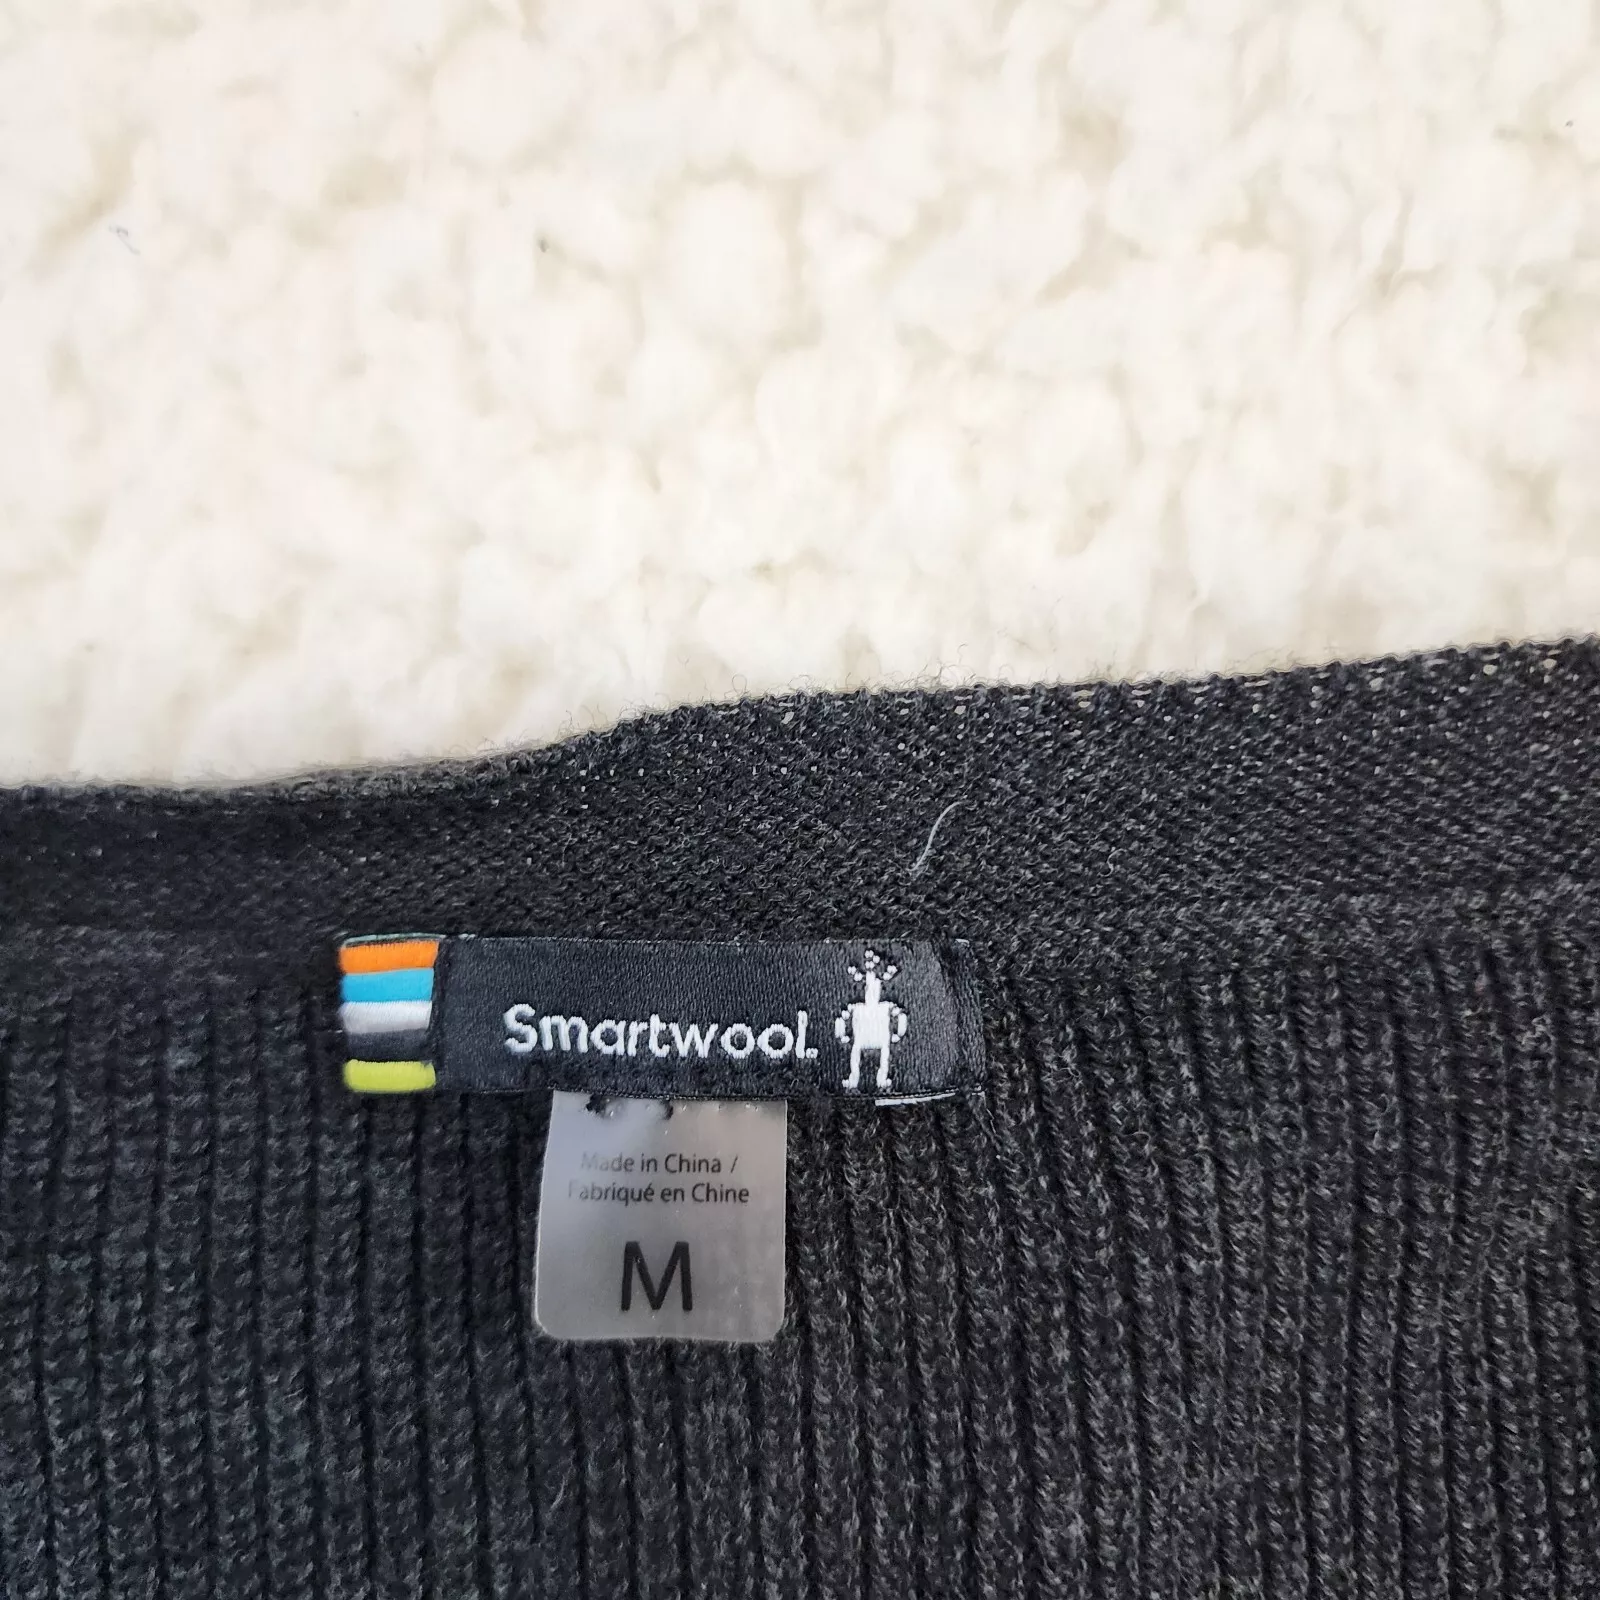 Smartwool.
Made in China /
Fabriqué en Chine
M